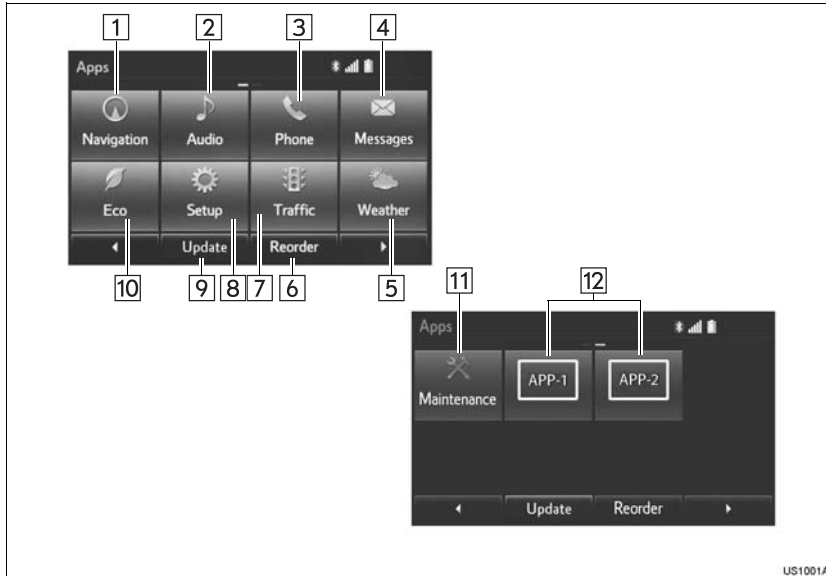 1 2 3 4
Apps
Navigation Audio Phone Messages
Eco Setup Traffic Weather
Update Reorder
10 9 8 7 6 5
11 12
Apps
Maintenance APP-1 APP-2
Update Reorder
US1001A